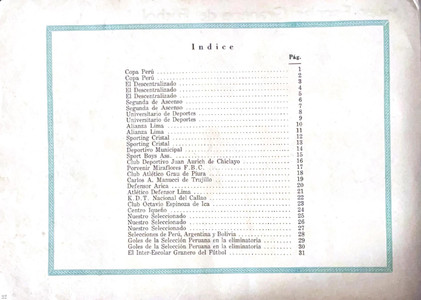 Indice
Pág.
Copa Perú 1
Copa Perú 2
El Descentralizado 3
El Descentralizado 4
El Descentralizado 5
Segunda de Ascenso 6
Segunda de Ascenso 7
Universitario de Deportes 8
Universitario de Deportes 9
Alianza Lima 10
Alianza Lima 11
Sporting Cristal 12
Sporting Cristal 13
Deportivo Municipal 14
Sport Boys Ass. 15
Club Deportivo Juan Aurich de Chiclayo 16
Porvenir Miraflores F.B.C. 17
Club Atlético Grau de Piura 18
Carlos A. Mannucci de Trujillo 19
Defensor Arica 20
Atlético Defensor Lima 21
K.D.T. Nacional del Callao 22
Club Octavio Espinoza de Ica 23
Centro Iqueño 24
Nuestro Seleccionado 25
Nuestro Seleccionado 26
Nuestro Seleccionado 27
Selecciones de Perú, Argentina y Bolivia 28
Goles de la Selección Peruana en la eliminatoria 29
Goles de la Selección Peruana en la eliminatoria 30
El Inter-Escolar Granero del Fútbol 31